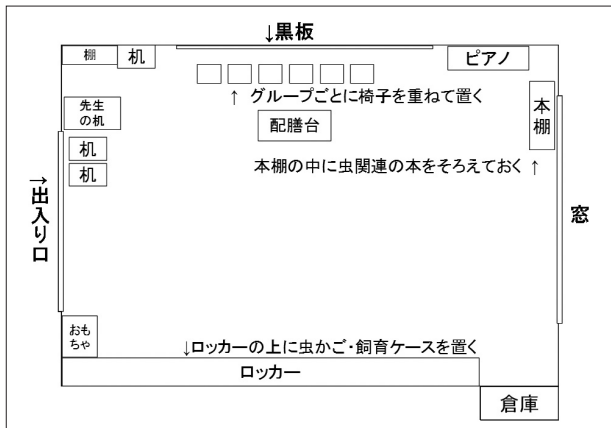 ↓黒板
棚
机
ピアノ
↑ グループごとに椅子を重ねて置く
先生
の机
配膳台
本棚
机
机
本棚の中に虫関連の本をそろえておく ↑
→出入り口
窓
おも
ちゃ
↓ロッカーの上に虫かご・飼育ケースを置く
ロッカー
倉庫